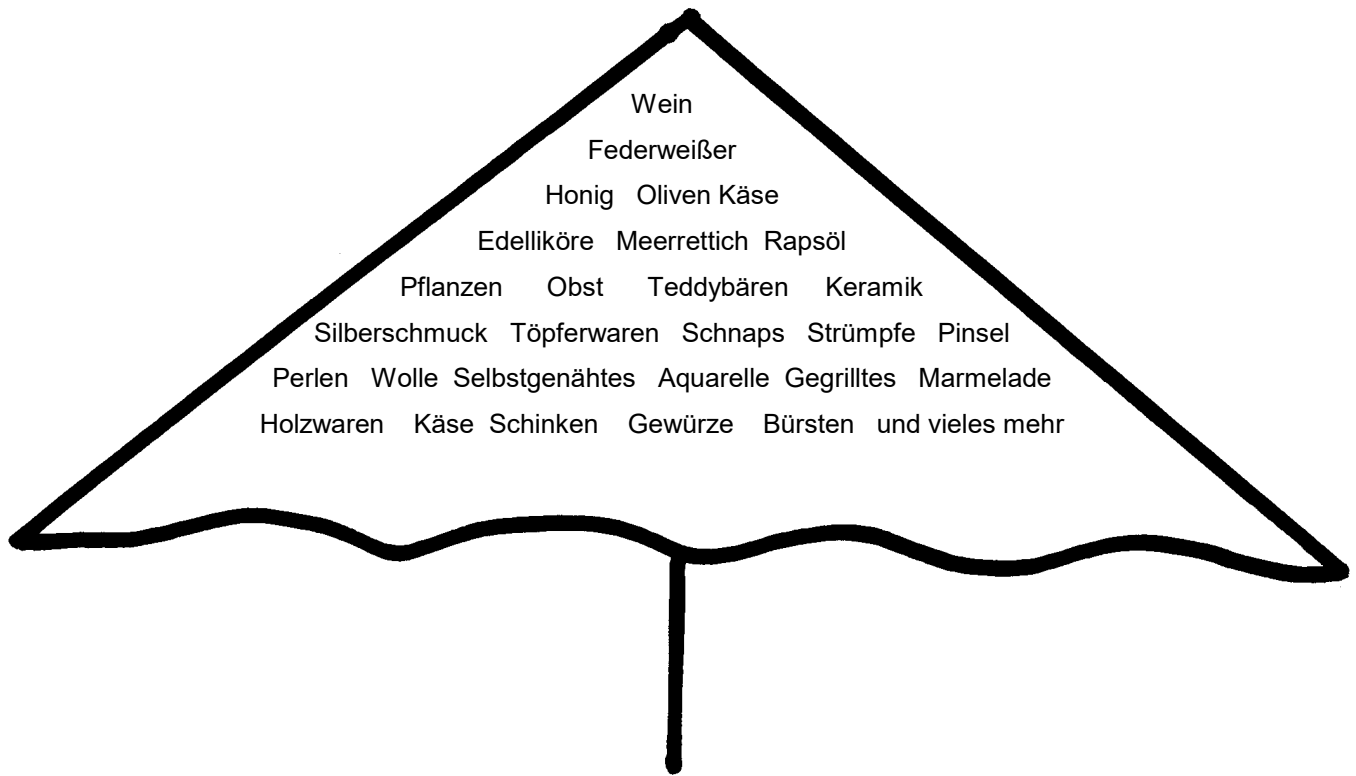 Wein
Federweißer
Honig Oliven Käse
Edelliköre Meerrettich Rapsöl
Pflanzen Obst Teddybären Keramik
Silberschmuck Töpferwaren Schnaps Strümpfe Pinsel
Perlen Wolle Selbstgenähtes Aquarelle Gegrilltes Marmelade
Holzwaren Käse Schinken Gewürze Bürsten und vieles mehr